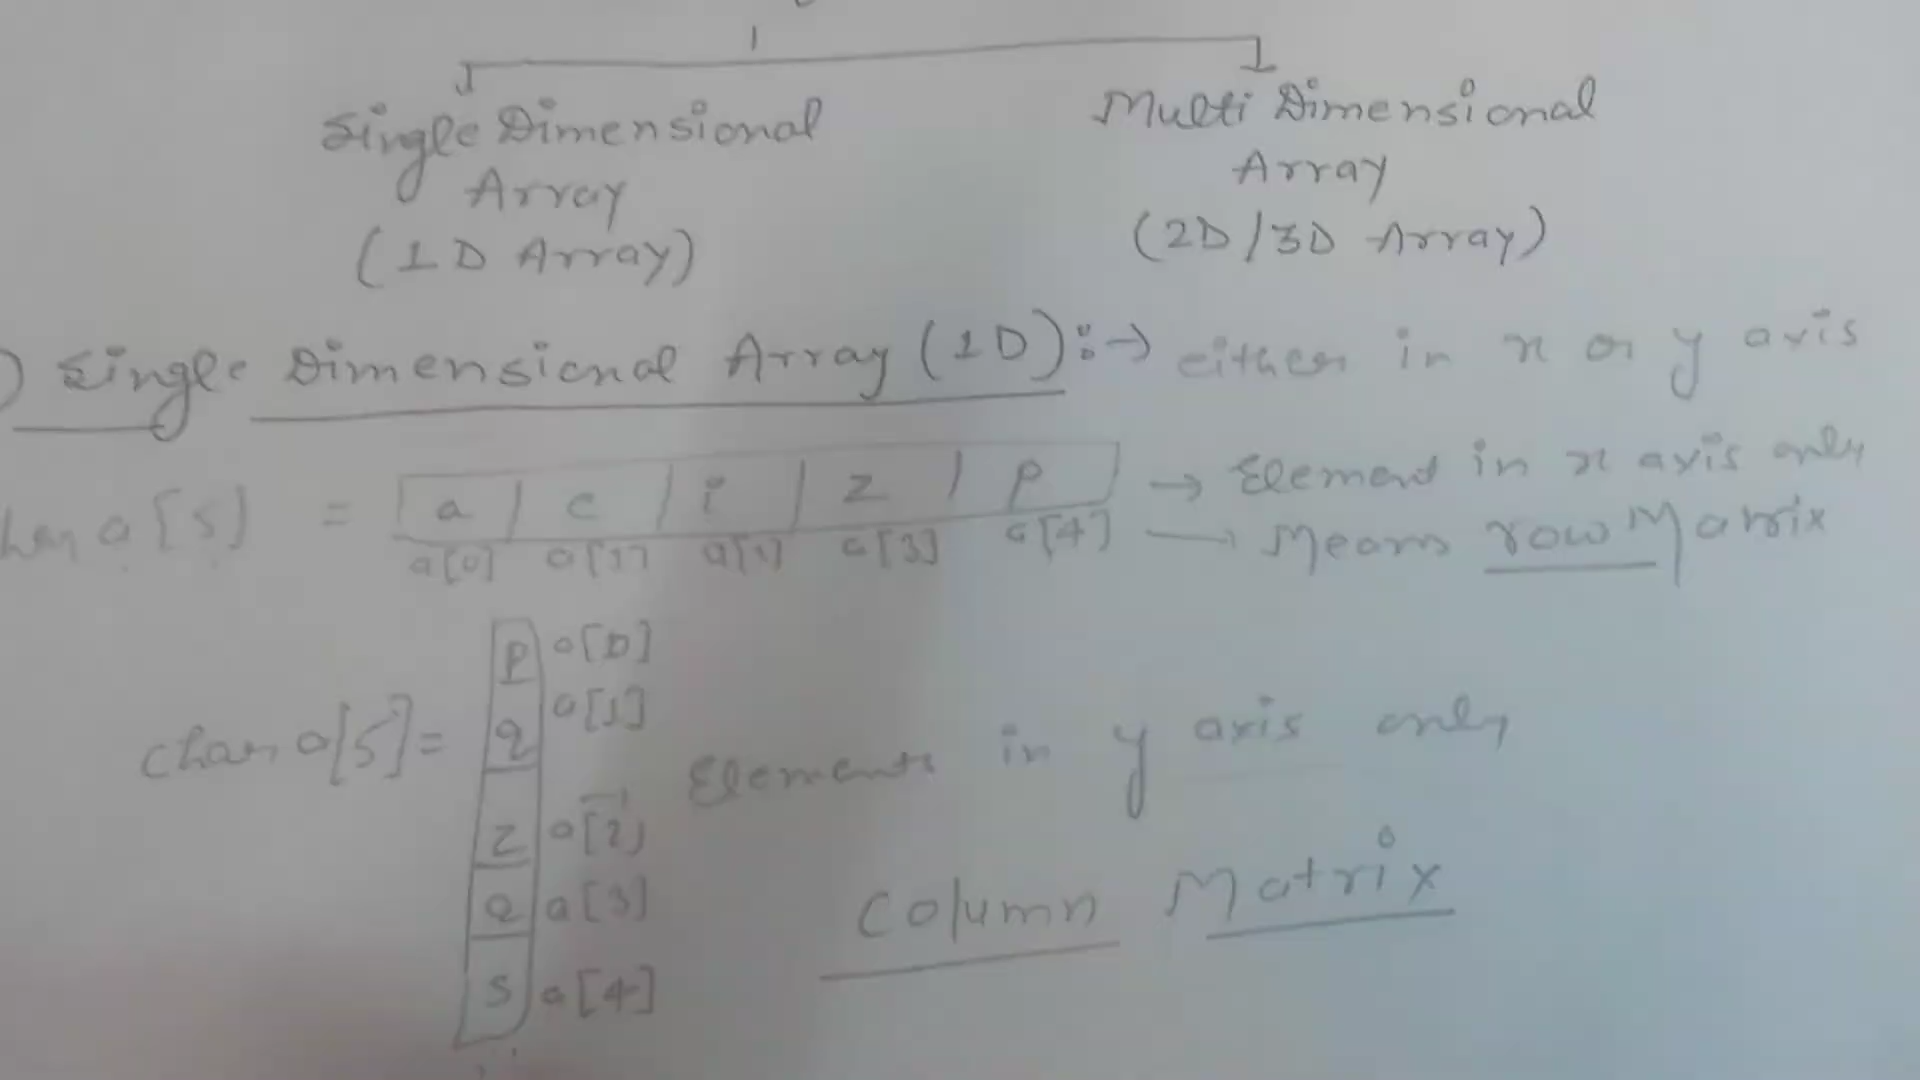 Single Dimensional Array (1D Array)
Multi Dimensional Array (2D/3D Array)
) Single Dimensional Array (1D):→ either in x or y axis
char a[5] = a c i z p → Element in x axis only
a[0] a[1] a[3] a[4] → Means row Matrix
char a[5] =
p a[0]
q a[1]
Elements in y axis only
z a[2]
a[3]
Column Matrix
s a[4]